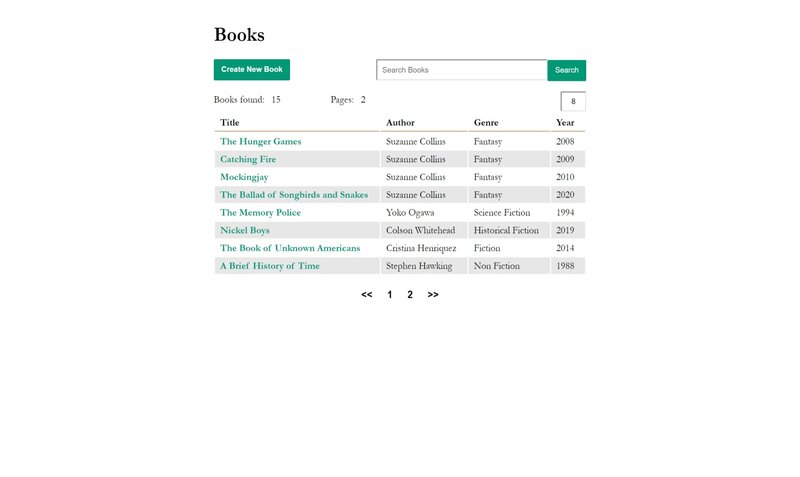 Books
Create New Book Search Books Search
Books found: 15 Pages: 2 8
Title Author Genre Year
The Hunger Games Suzanne Collins Fantasy 2008
Catching Fire Suzanne Collins Fantasy 2009
Mockingjay Suzanne Collins Fantasy 2010
The Ballad of Songbirds and Snakes Suzanne Collins Fantasy 2020
The Memory Police Yoko Ogawa Science Fiction 1994
Nickel Boys Colson Whitehead Historical Fiction 2019
The Book of Unknown Americans Cristina Henriquez Fiction 2014
A Brief History of Time Stephen Hawking Non Fiction 1988
<< 1 2 >>